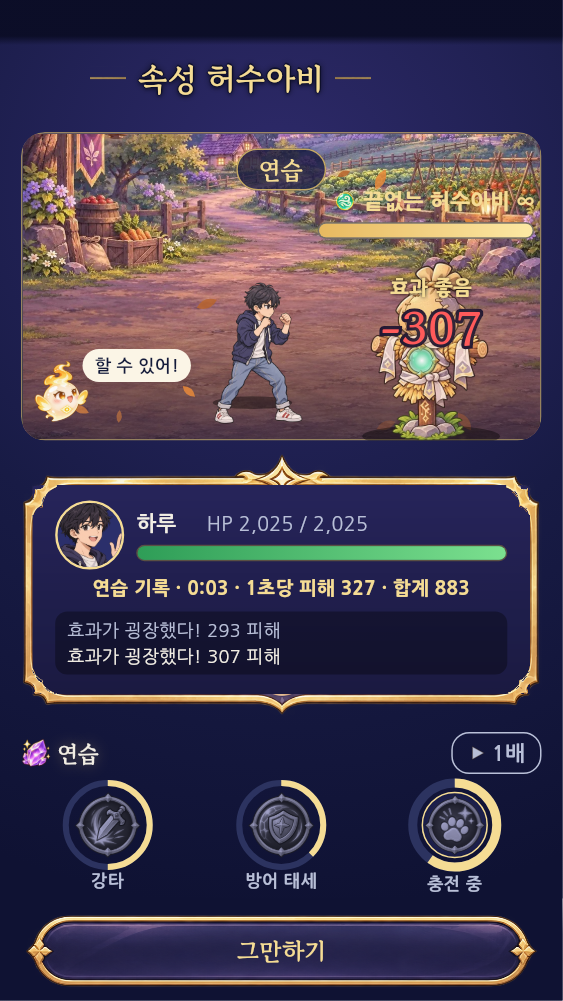 속성 허수아비
연습
끝없는 허수아비 ∞
효과 좋음
-307
할 수 있어!
하루 HP 2,025 / 2,025
연습 기록 · 0:03 · 1초당 피해 327 · 합계 883
효과가 굉장했다! 293 피해
효과가 굉장했다! 307 피해
연습
▶ 1배
강타
방어 태세
충전 중
그만하기